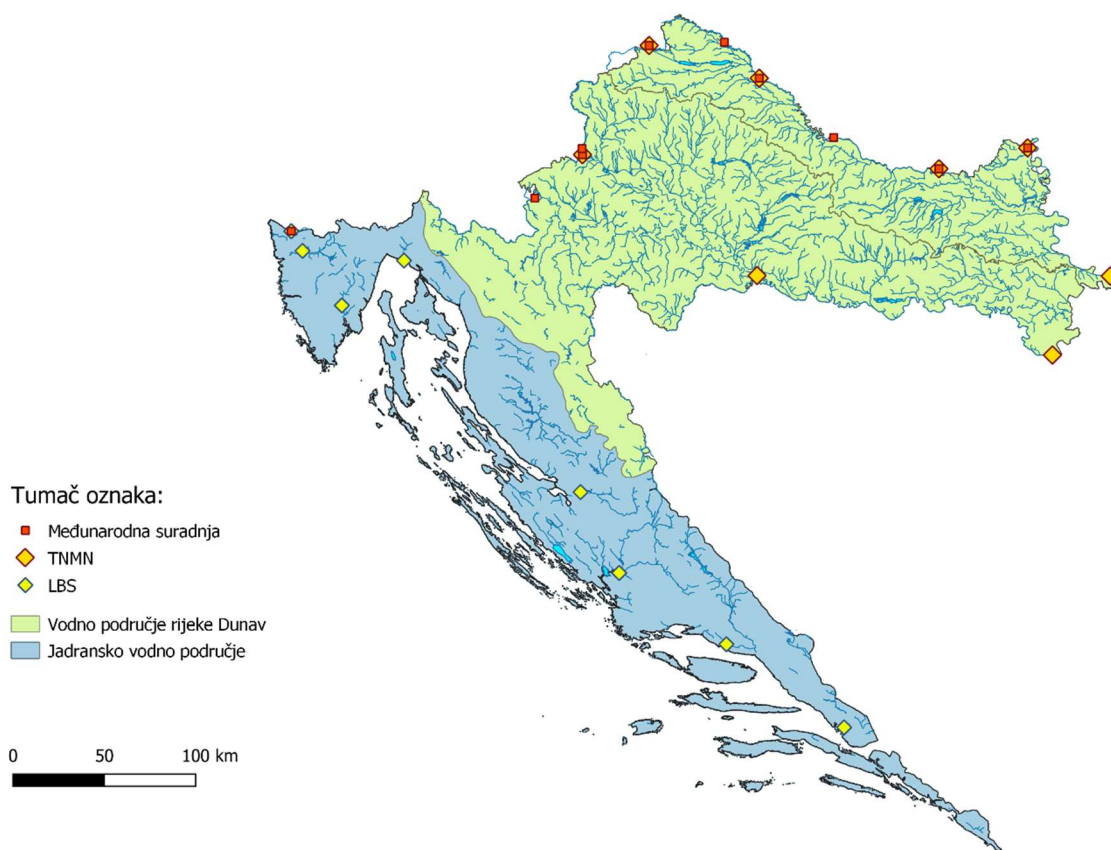 Tumač oznaka:
Međunarodna suradnja
TNMN
LBS
Vodno područje rijeke Dunav
Jadransko vodno područje
0 50 100 km